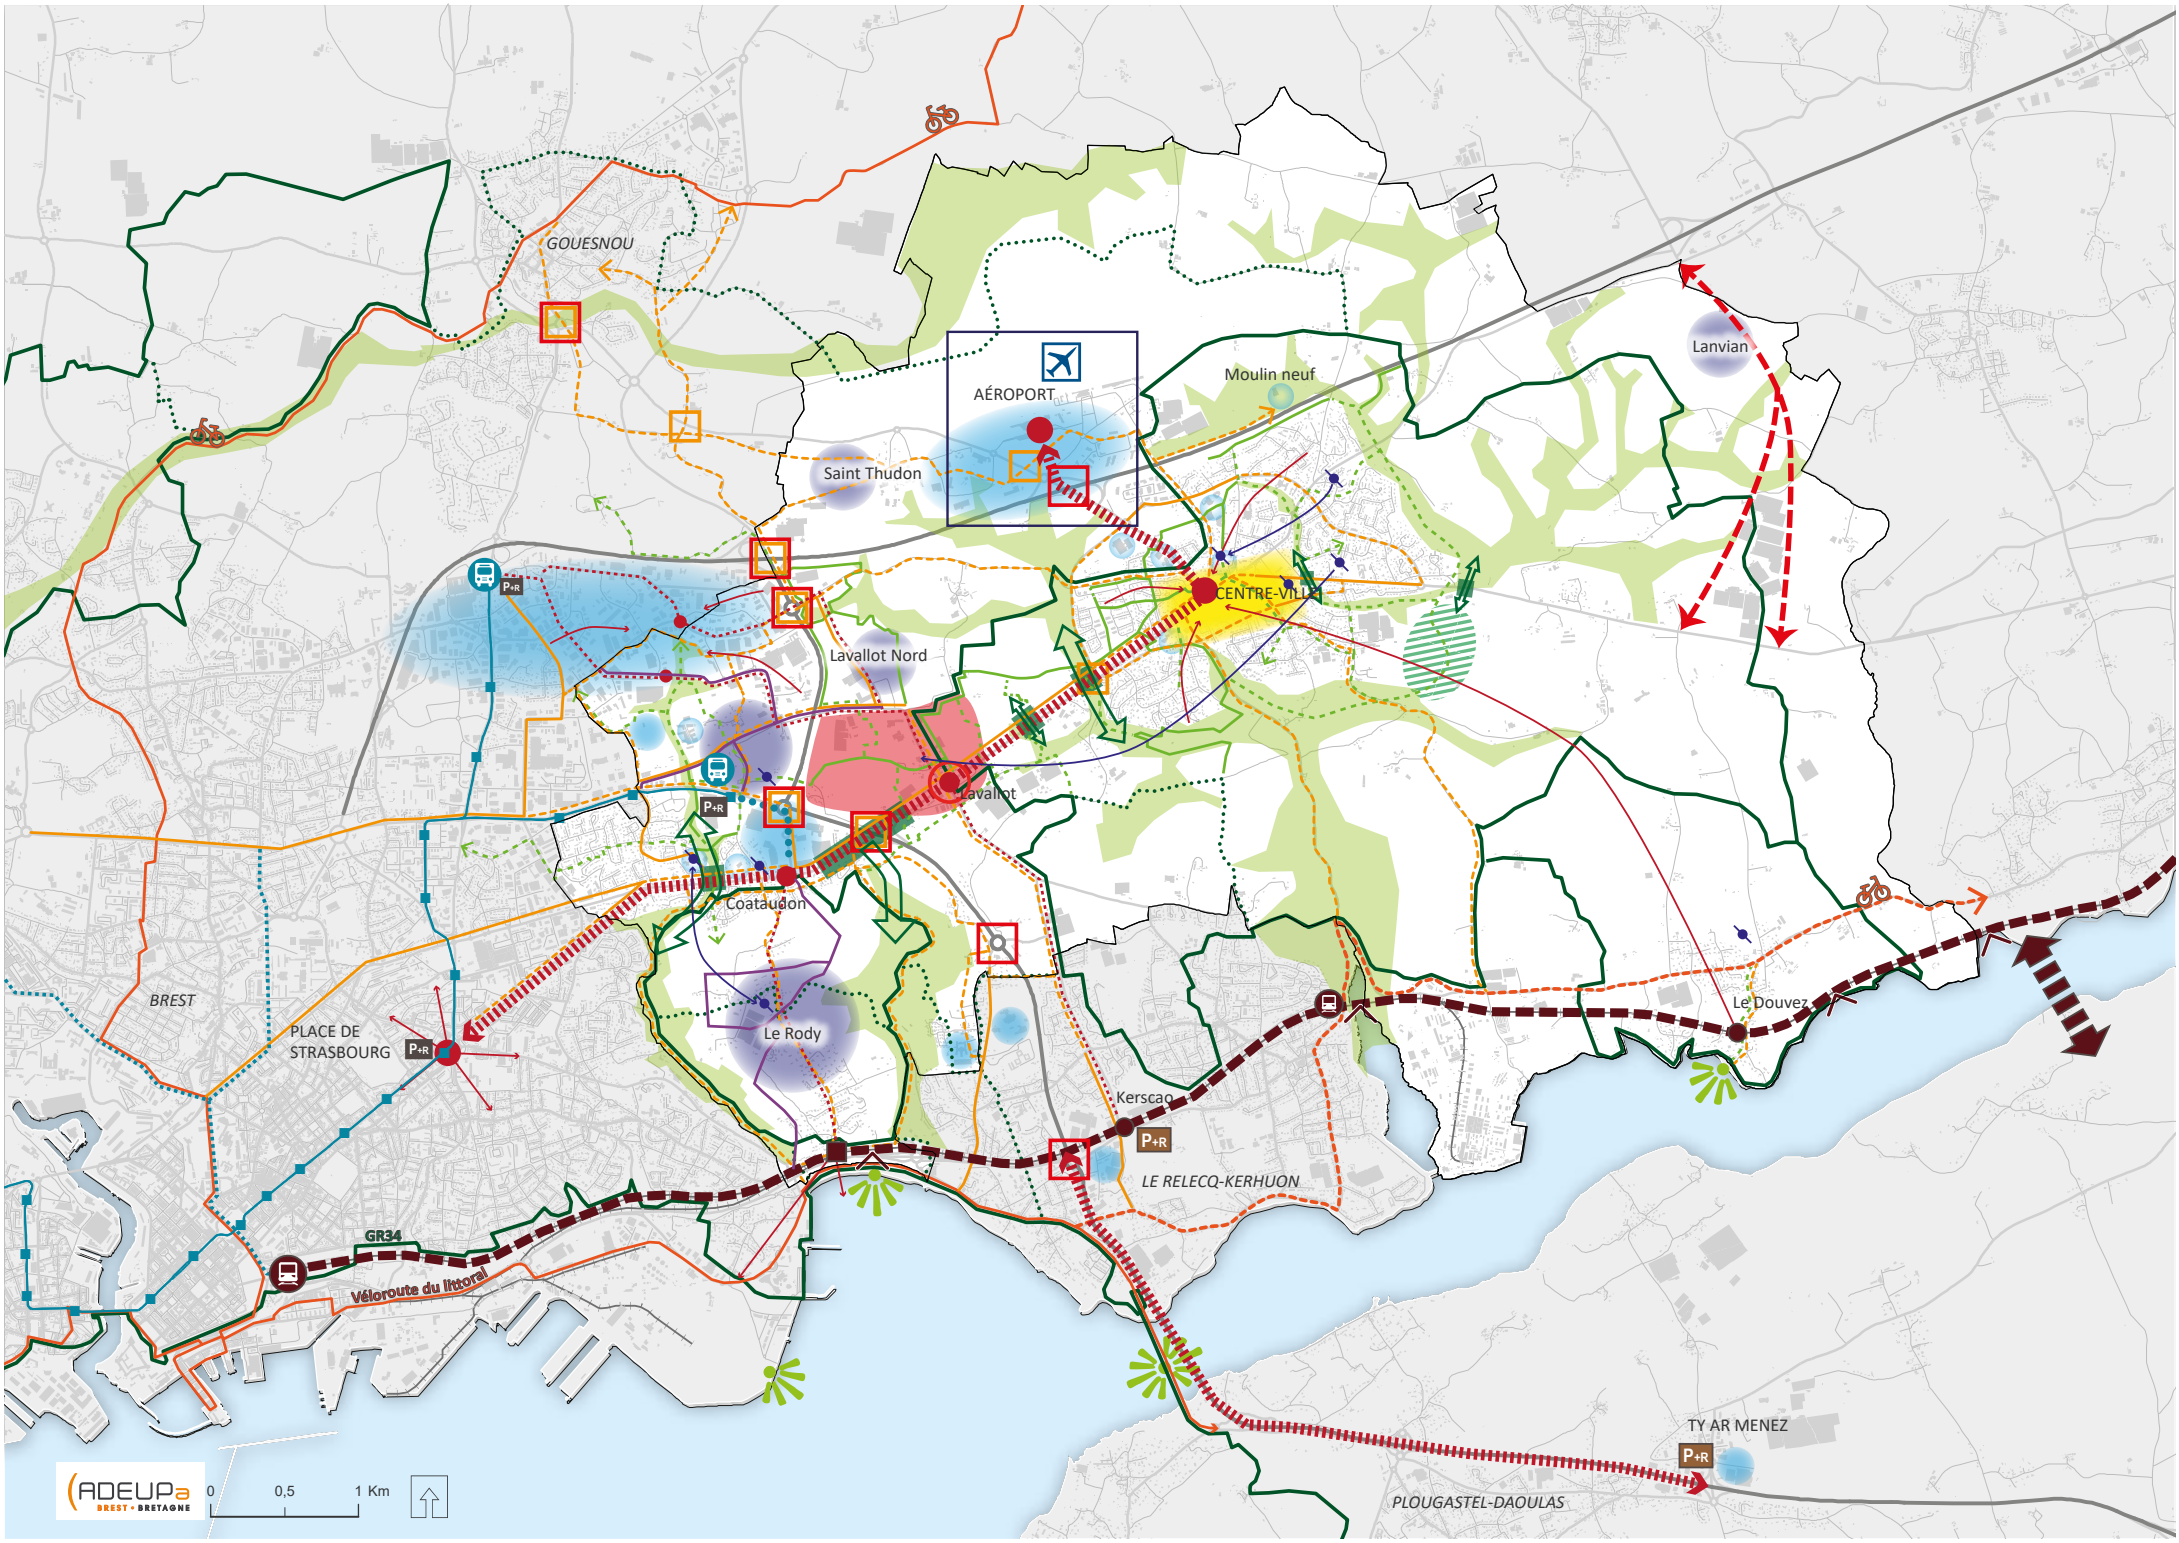 GOUESNOU
Lanvian
Moulin neuf
AÉROPORT
Saint Thudon
P+R
CENTRE-VILLE
Lavallot Nord
Lavallot
P+R
Coataudon
BREST
PLACE DE
STRASBOURG
P+R
Le Rody
Le Douvez
Kerscao
P+R
LE RELECQ-KERHUON
GR34
Véloroute du littoral
TY AR MENEZ
P+R
PLOUGASTEL-DAOULAS
ADEUPa
BREST • BRETAGNE
0 0,5 1 Km